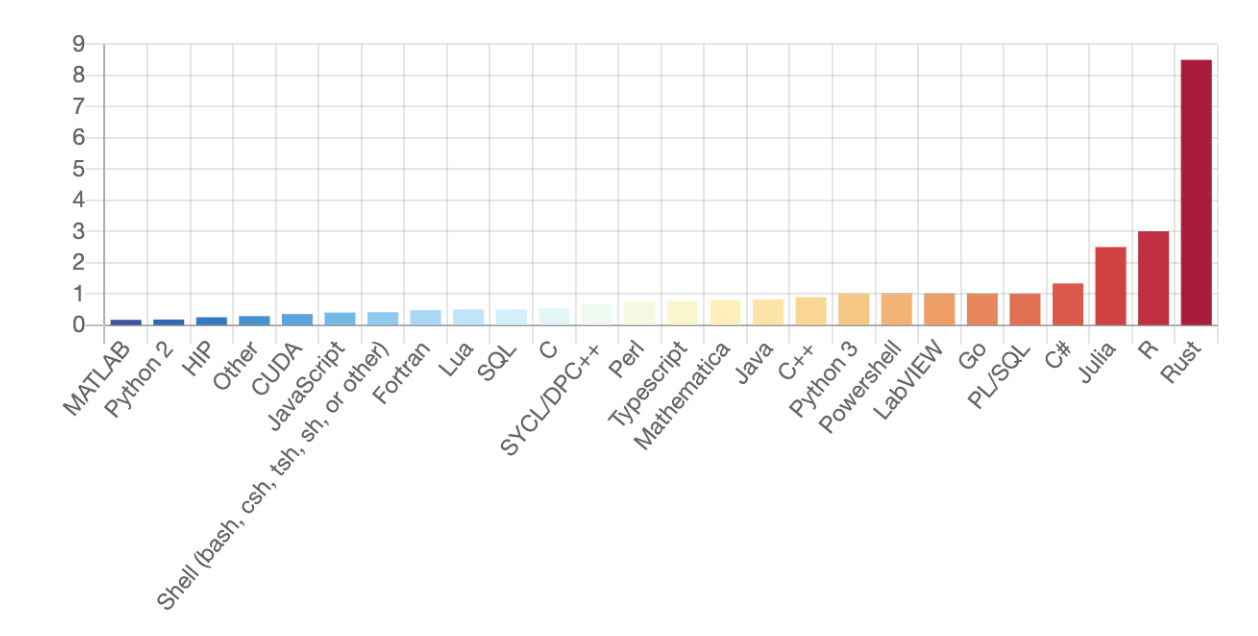 9
8
7
6
5
4
3
2
1
0
MATLAB
Python 2
HIP
Other
CUDA
JavaScript
Shell (bash, csh, tsh, sh, or other)
Fortran
Lua
SQL
C
SYCL/DPC++
Perl
Typescript
Mathematica
Java
C++
Python 3
Powershell
LabVIEW
Go
PL/SQL
C#
Julia
R
Rust